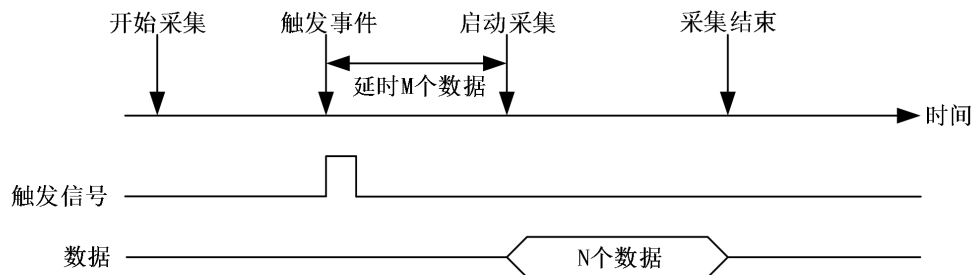 开始采集
触发事件
启动采集
采集结束
延时M个数据
时间
触发信号
数据
N个数据